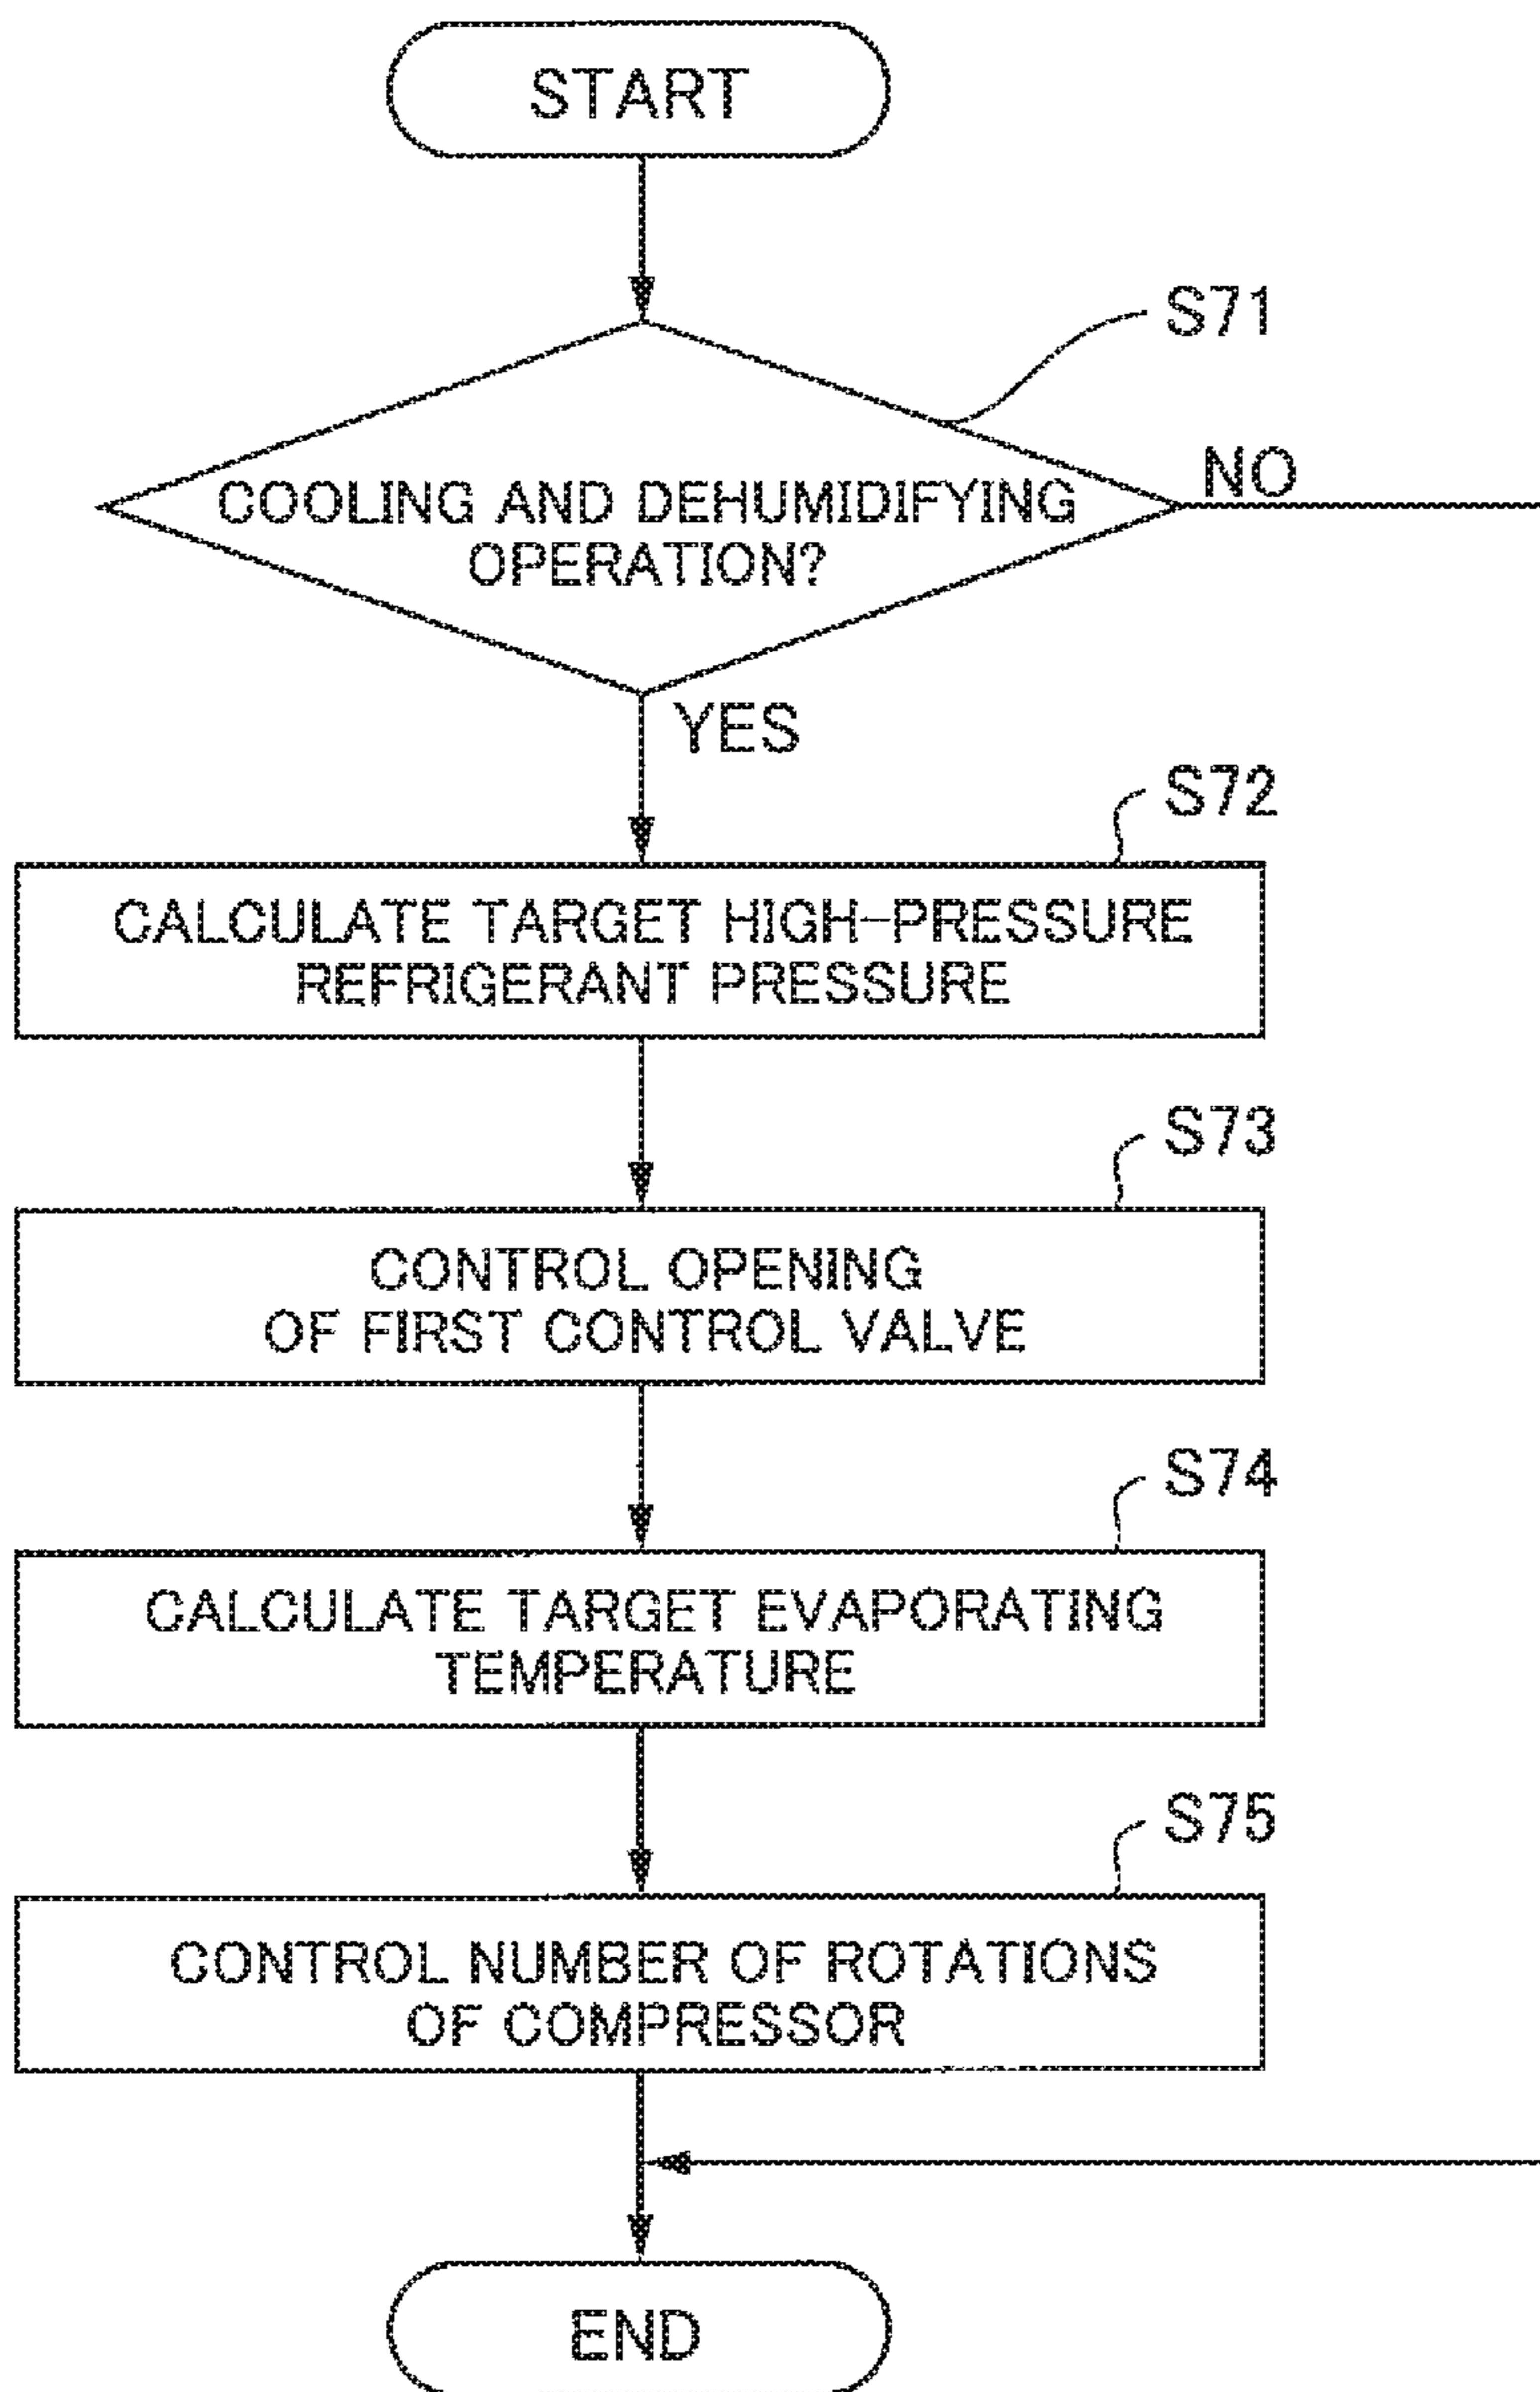 START
S71
NO
COOLING AND DEHUMIDIFYING
OPERATION?
YES
S72
CALCULATE TARGET HIGH-PRESSURE
REFRIGERANT PRESSURE
S73
CONTROL OPENING
OF FIRST CONTROL VALVE
S74
CALCULATE TARGET EVAPORATING
TEMPERATURE
S75
CONTROL NUMBER OF ROTATIONS
OF COMPRESSOR
END